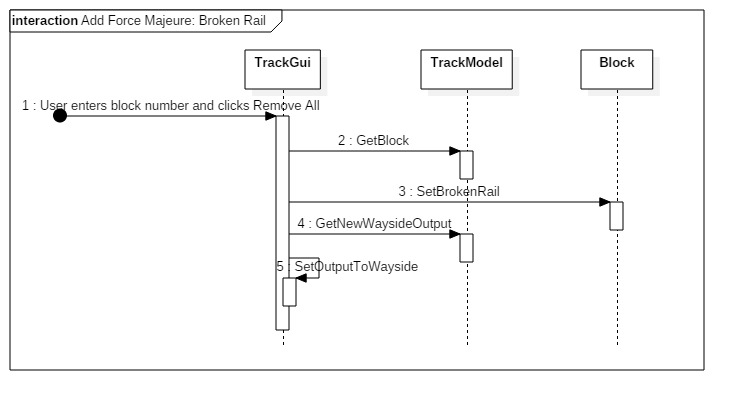 interaction Add Force Majeure: Broken Rail
TrackGui
TrackModel
Block
1 : User enters block number and clicks Remove All
2 : GetBlock
3 : SetBrokenRail
4 : GetNewWaysideOutput
5 : SetOutputToWayside